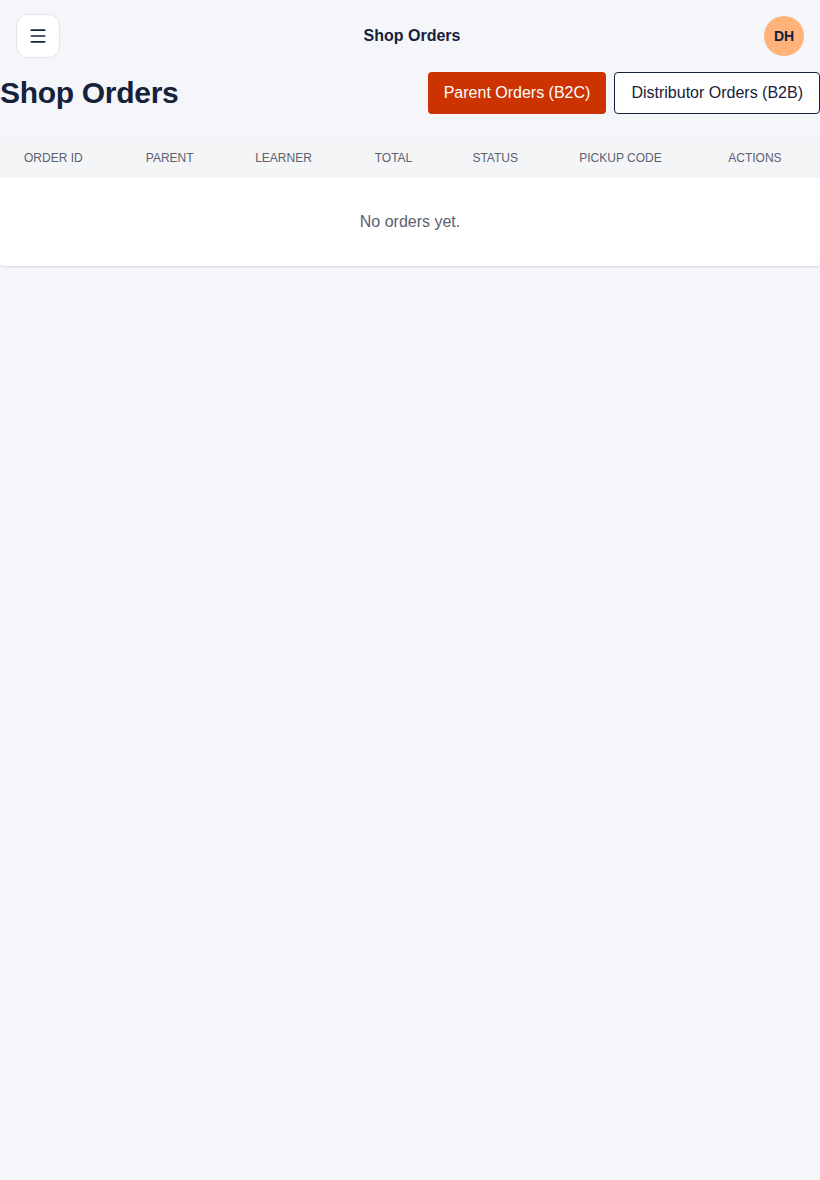 Shop Orders
DH
Shop Orders
Parent Orders (B2C)
Distributor Orders (B2B)
ORDER ID PARENT LEARNER TOTAL STATUS PICKUP CODE ACTIONS
No orders yet.